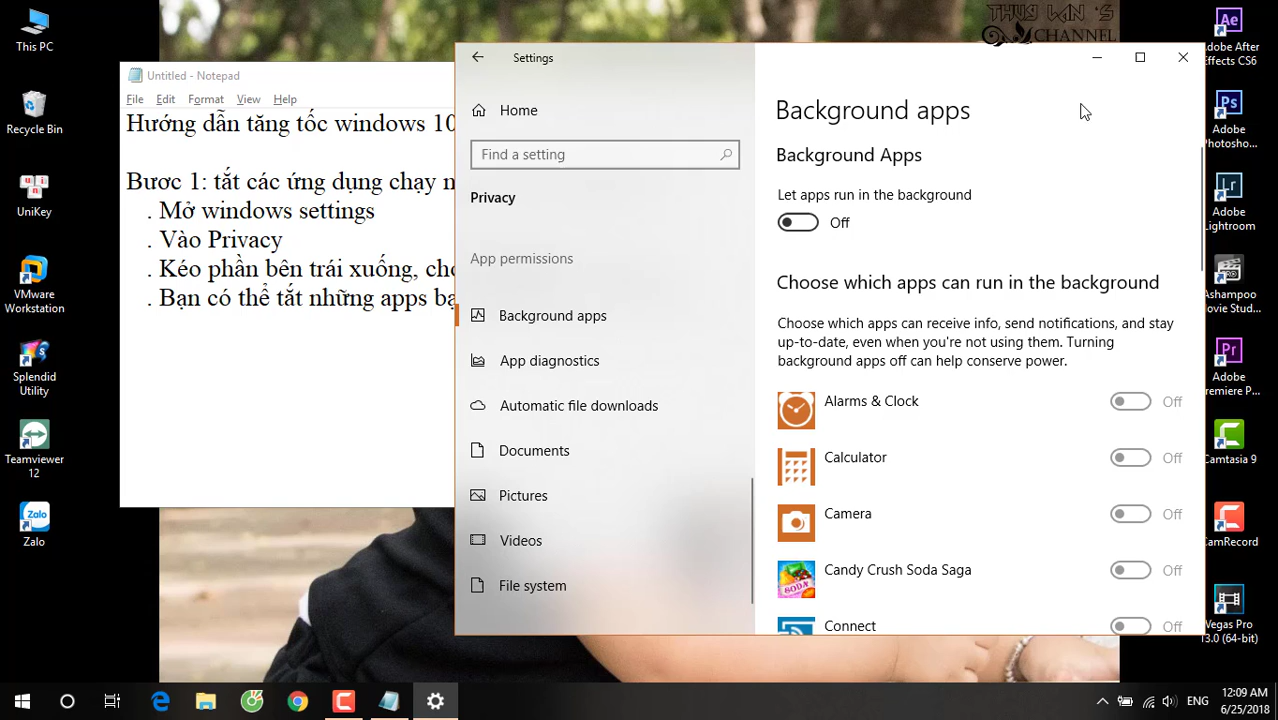 THUY LAN 'S
CHANNEL
This PC
Recycle Bin
UniKey
VMware
Workstation
Splendid
Utility
Teamviewer
12
Zalo
Untitled - Notepad
File Edit Format View Help
Hướng dẫn tăng tốc windows 10
Bươc 1: tắt các ứng dụng chạy
. Mở windows settings
. Vào Privacy
. Kéo phần bên trái xuống,
. Bạn có thể tắt những apps
Settings
Home
Find a setting
Privacy
App permissions
Background apps
App diagnostics
Automatic file downloads
Documents
Pictures
Videos
File system
Background apps
Background Apps
Let apps run in the background
Off
Choose which apps can run in the background
Choose which apps can receive info, send notifications, and stay
up-to-date, even when you're not using them. Turning
background apps off can help conserve power.
Alarms & Clock Off
Calculator Off
Camera Off
Candy Crush Soda Saga Off
Connect Off
Ae
Adobe After
Effects CS6
Ps
Adobe
Photosho...
Lr
Adobe
Lightroom
Ashampoo
Movie Stud...
Pr
Adobe
Premiere P...
Camtasia 9
CamRecord
Vegas Pro
13.0 (64-bit)
ENG
12:09 AM
6/25/2018